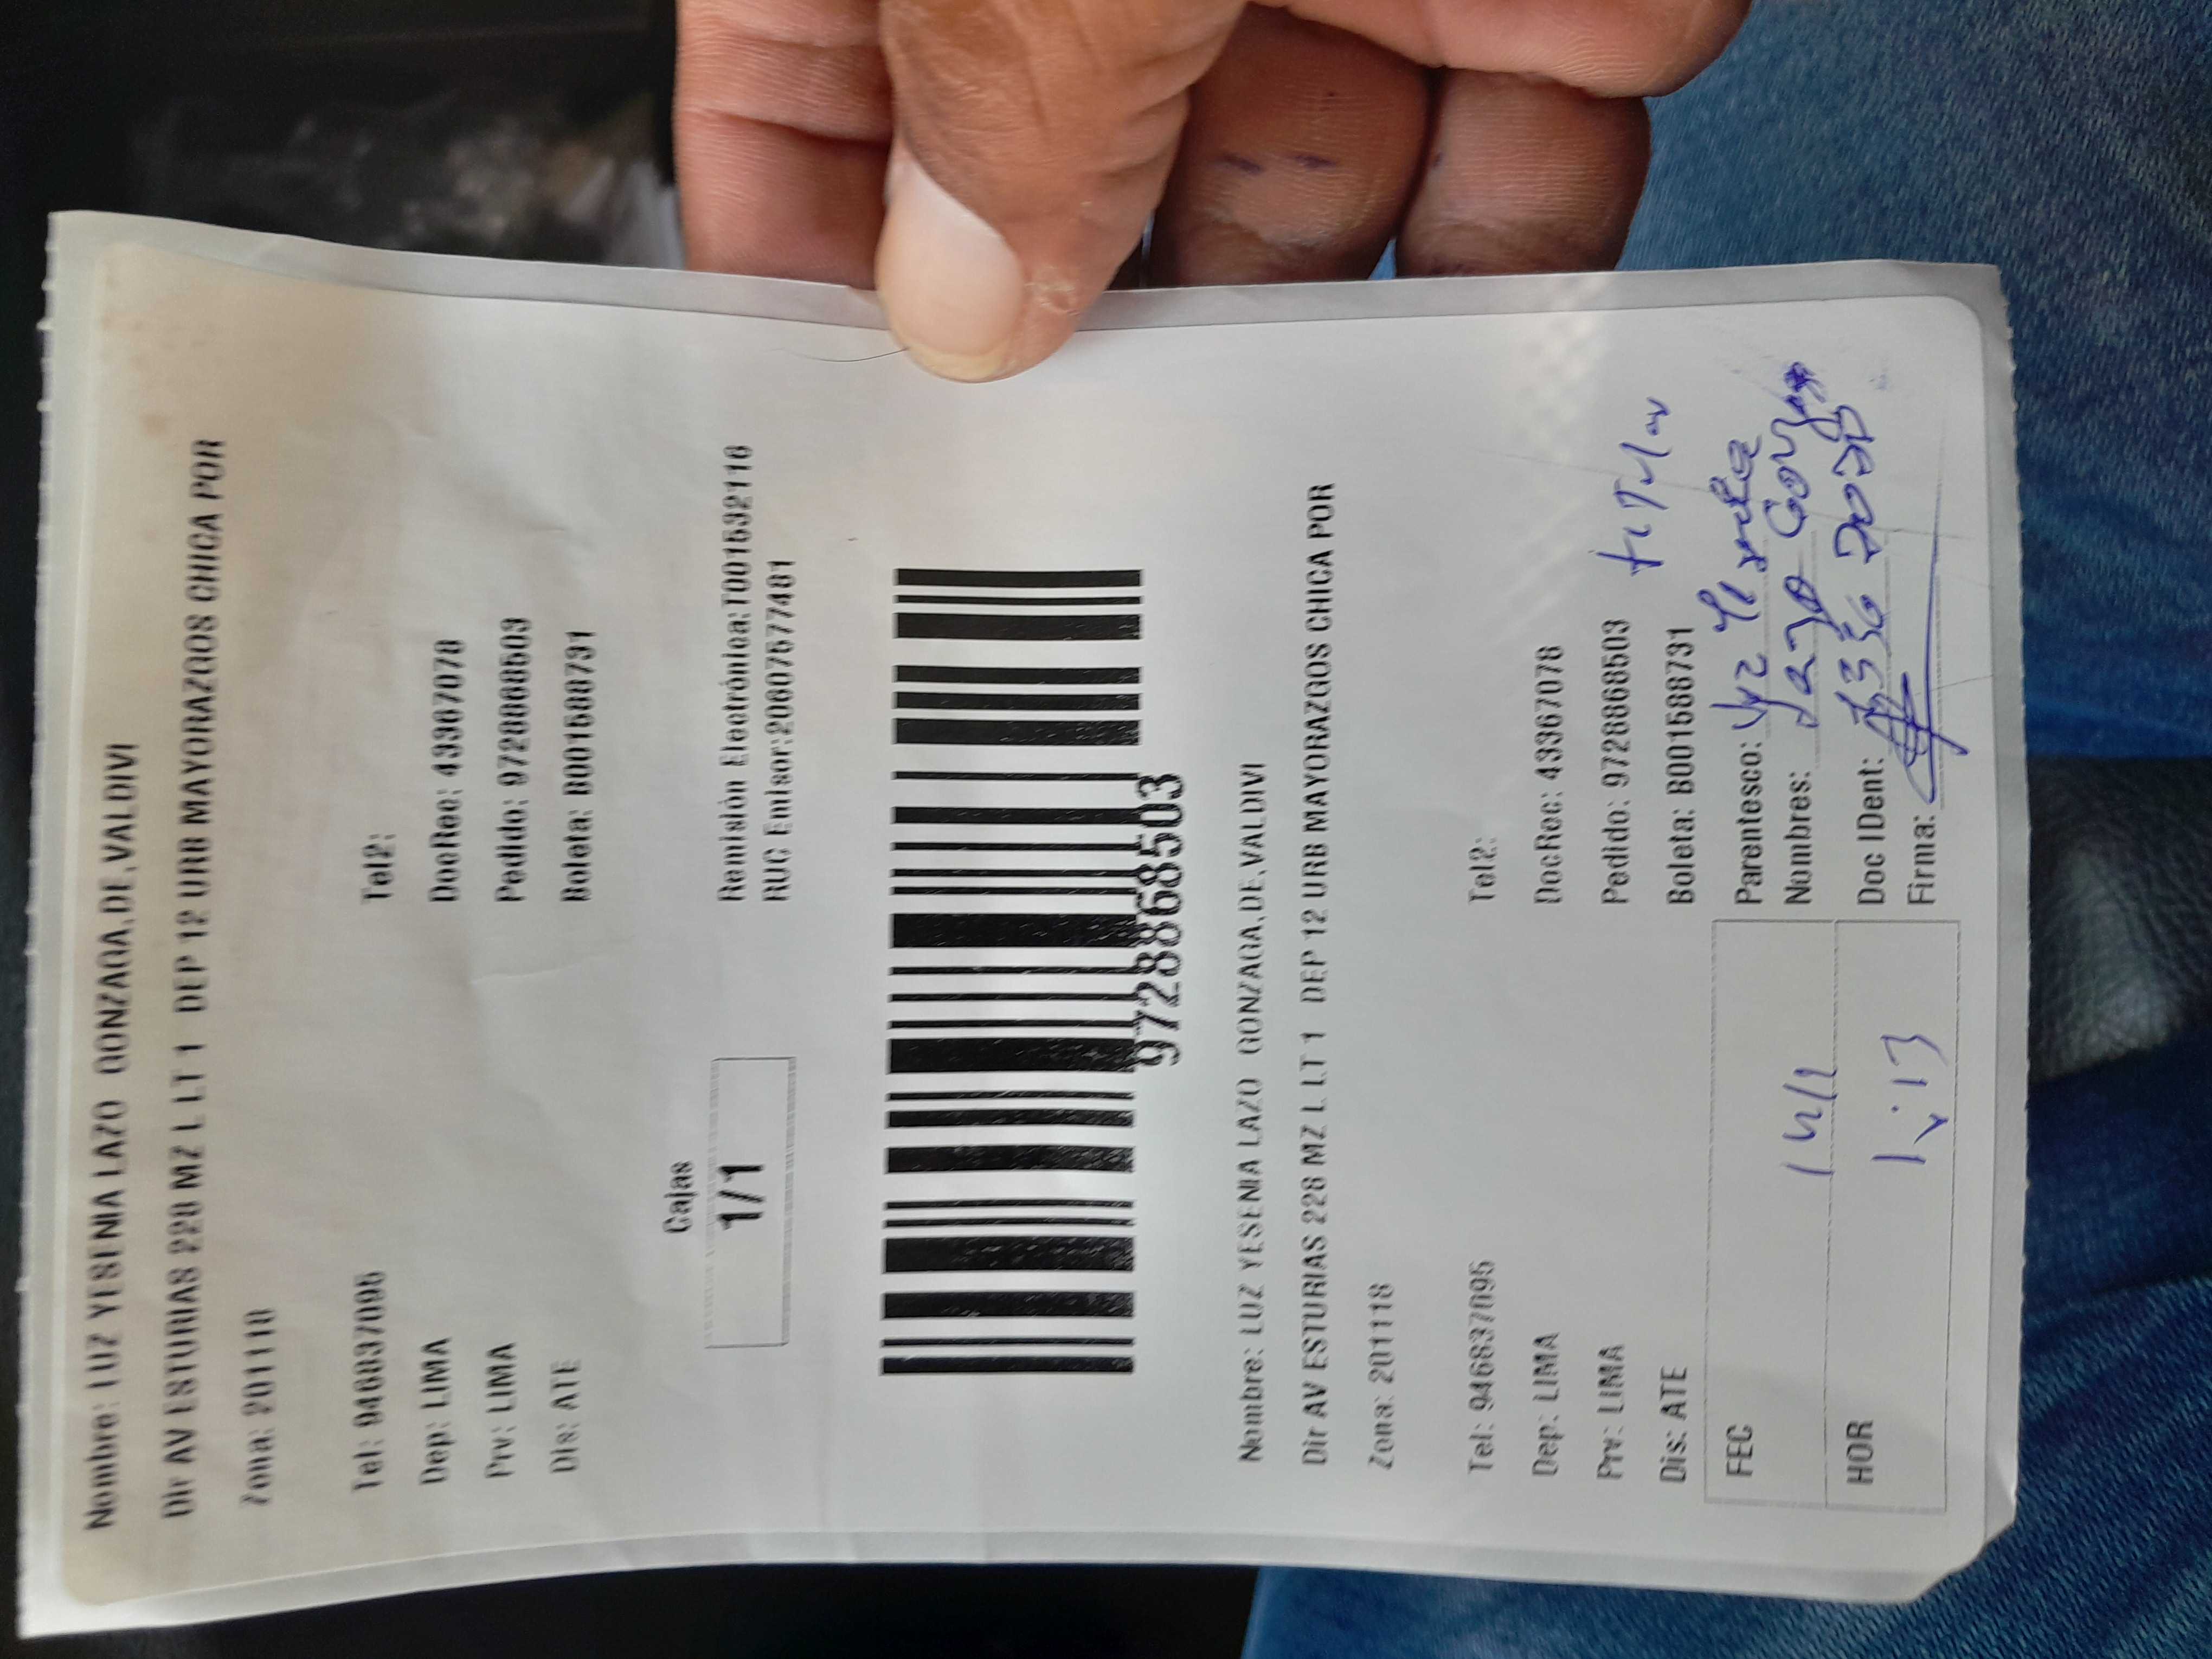 Nombre: LUZ YESENIA LAZO GONZAGA,DE,VALDIVI
Dir AV ESTURIAS 228 MZ L LT 1 DEP 12 URB MAYORAZGOS CHICA POR
Zona: 201118
Tel: 946837095 Tel2:
Dep: LIMA DocRec: 43367078
Prv: LIMA Pedido: 9728868503
Dis: ATE Boleta: B001588731
Cajas
1/1
Remisión Electrónica:T001532116
RUC Emisor:20607577481
9728868503
Nombre: LUZ YESENIA LAZO GONZAGA,DE,VALDIVI
Dir AV ESTURIAS 228 MZ L LT 1 DEP 12 URB MAYORAZGOS CHICA POR
Zona: 201118
Tel: 946837095 Tel2:
Dep: LIMA DocRec: 43367078
Prv: LIMA Pedido: 9728868503 titular
Dis: ATE Boleta: B001588731
FEC Parentesco:
Nombres: Lazo
HOR Doc IDent:
Firma: